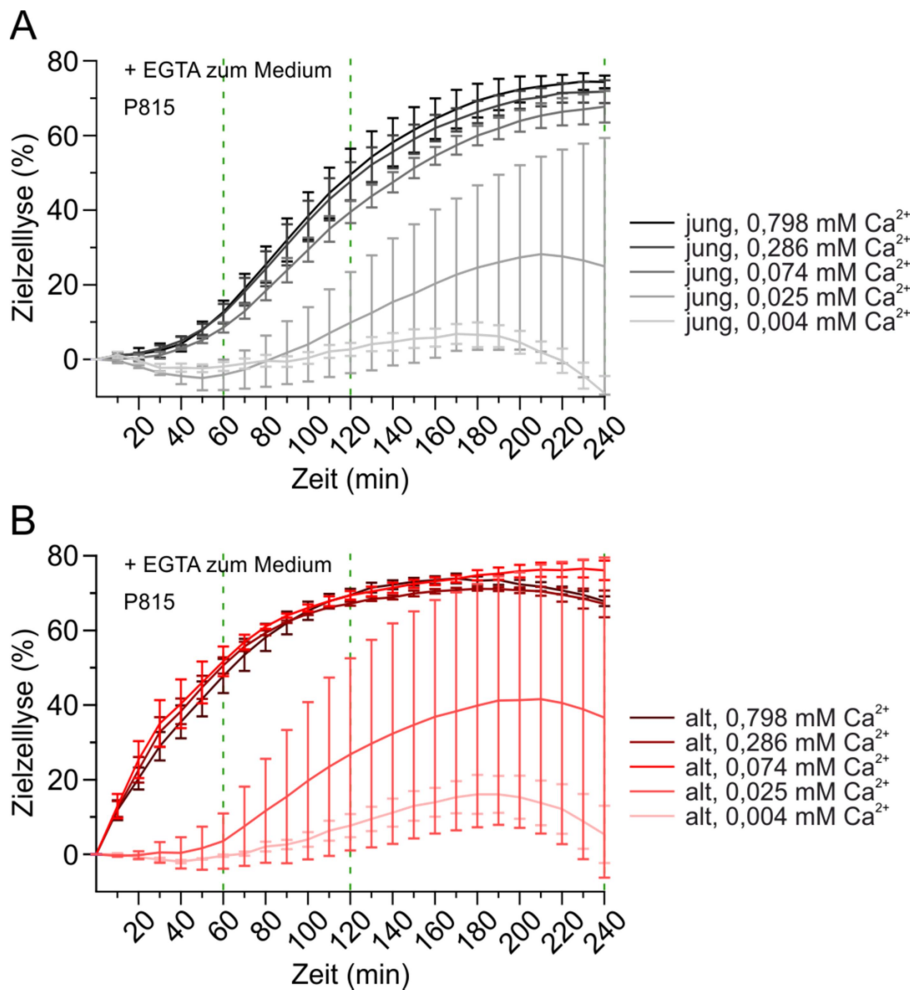 A
+ EGTA zum Medium
P815
Zielzelllyse (%)
80
60
40
20
0
20 40 60 80 100 120 140 160 180 200 220 240
Zeit (min)
jung, 0,798 mM Ca²⁺
jung, 0,286 mM Ca²⁺
jung, 0,074 mM Ca²⁺
jung, 0,025 mM Ca²⁺
jung, 0,004 mM Ca²⁺
B
+ EGTA zum Medium
P815
Zielzelllyse (%)
80
60
40
20
0
20 40 60 80 100 120 140 160 180 200 220 240
Zeit (min)
alt, 0,798 mM Ca²⁺
alt, 0,286 mM Ca²⁺
alt, 0,074 mM Ca²⁺
alt, 0,025 mM Ca²⁺
alt, 0,004 mM Ca²⁺